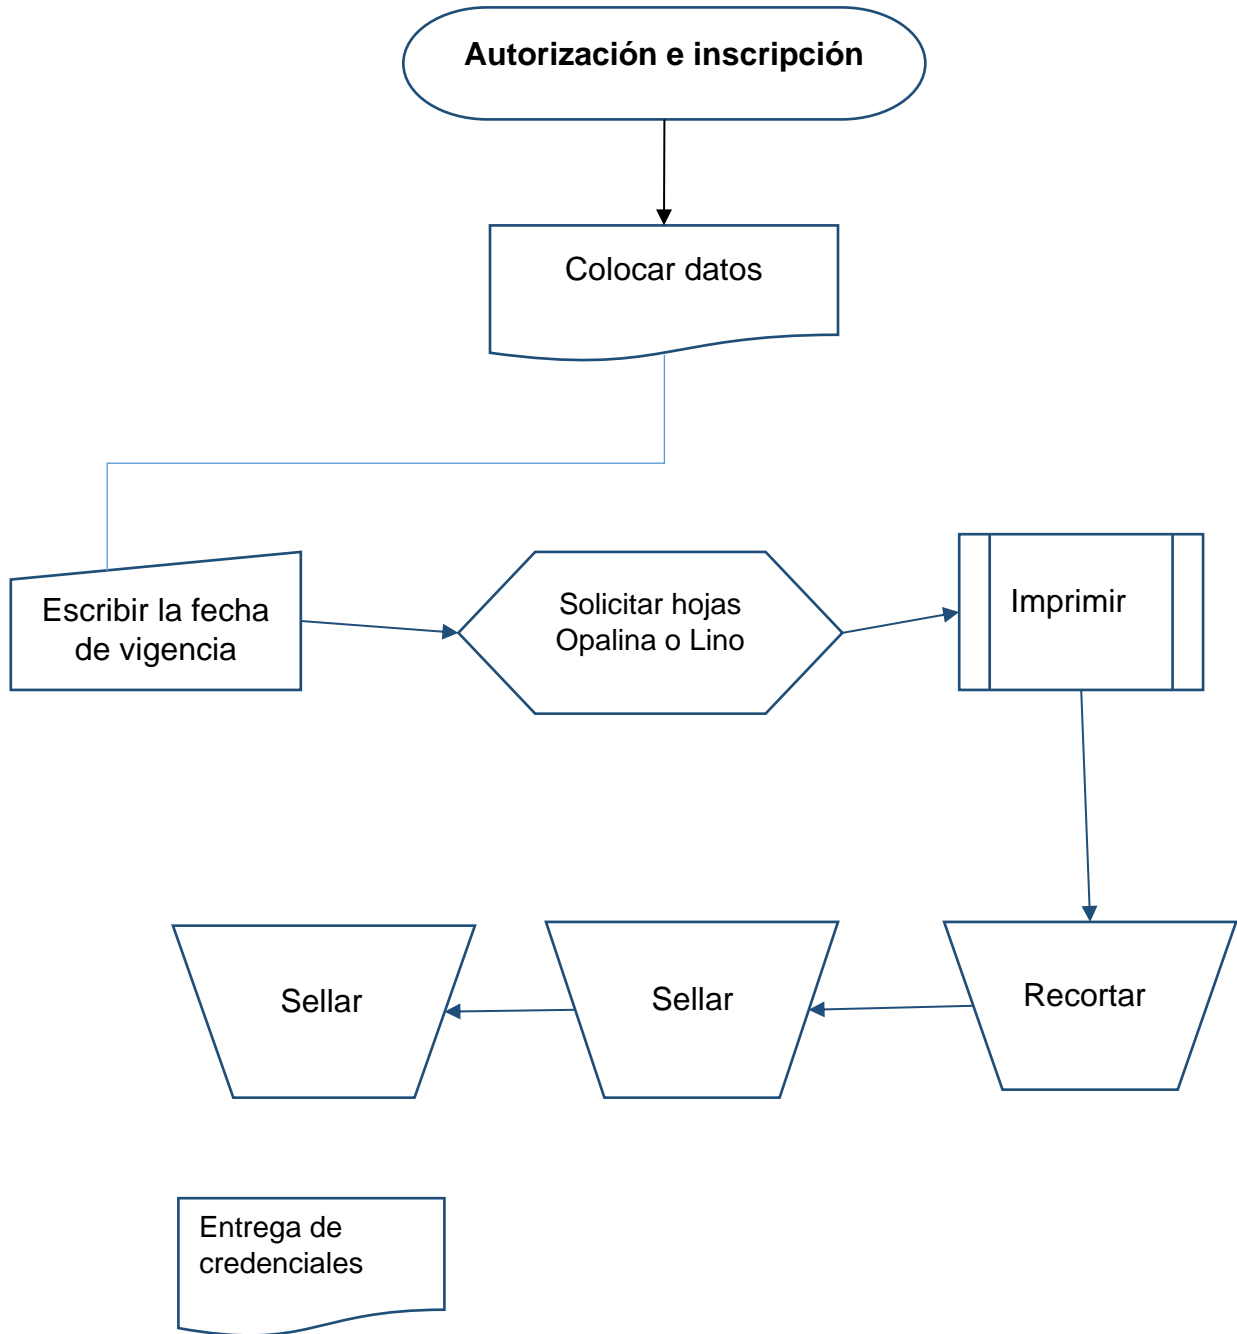 Autorización e inscripción
Colocar datos
Escribir la fecha
de vigencia
Solicitar hojas
Opalina o Lino
Imprimir
Recortar
Sellar
Sellar
Entrega de
credenciales